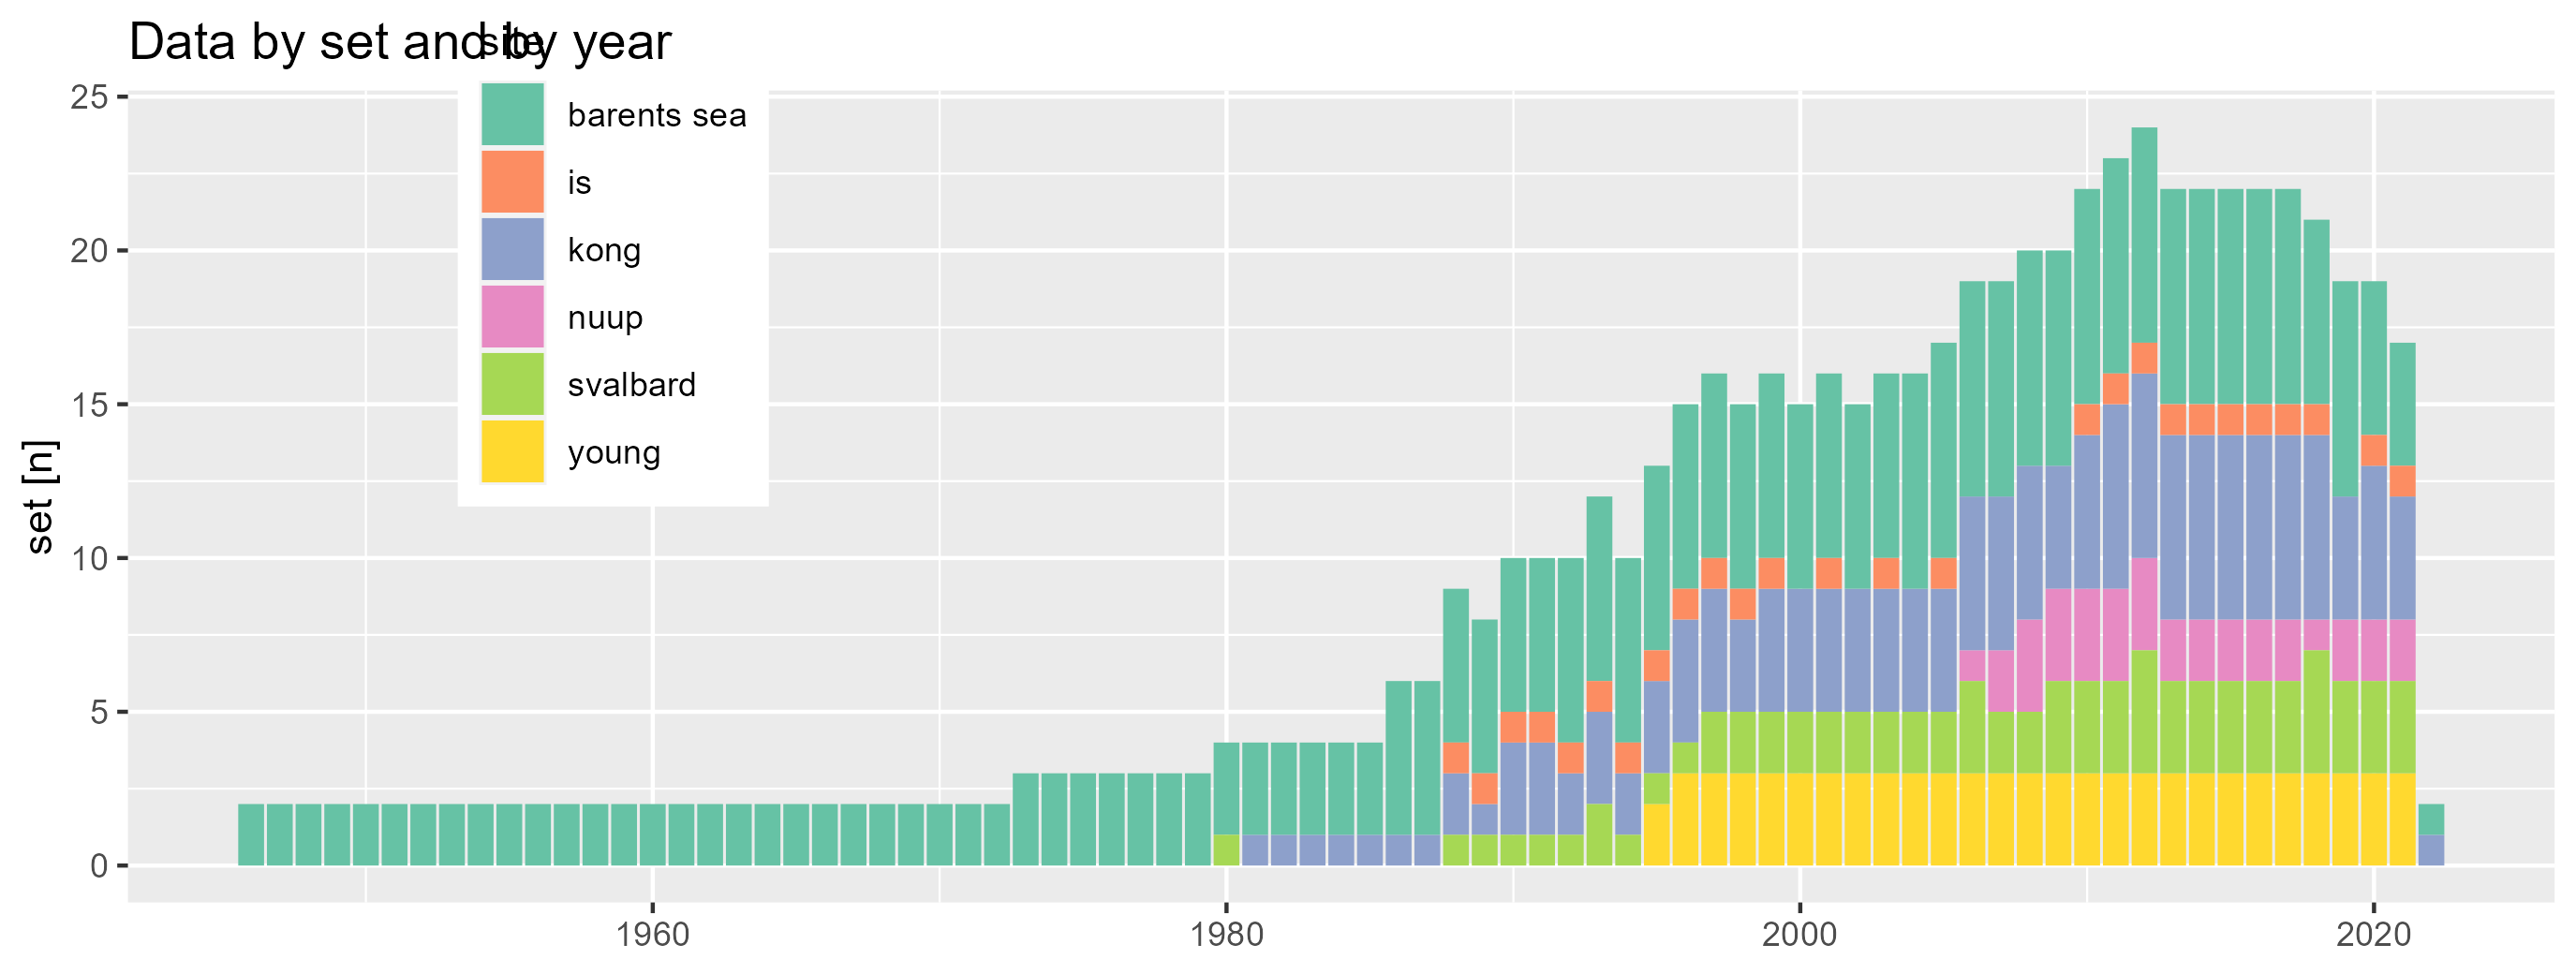 Data by set and by year
site
barents sea
is
kong
nuup
svalbard
young
25
20
15
10
5
0
set [n]
1960 1980 2000 2020